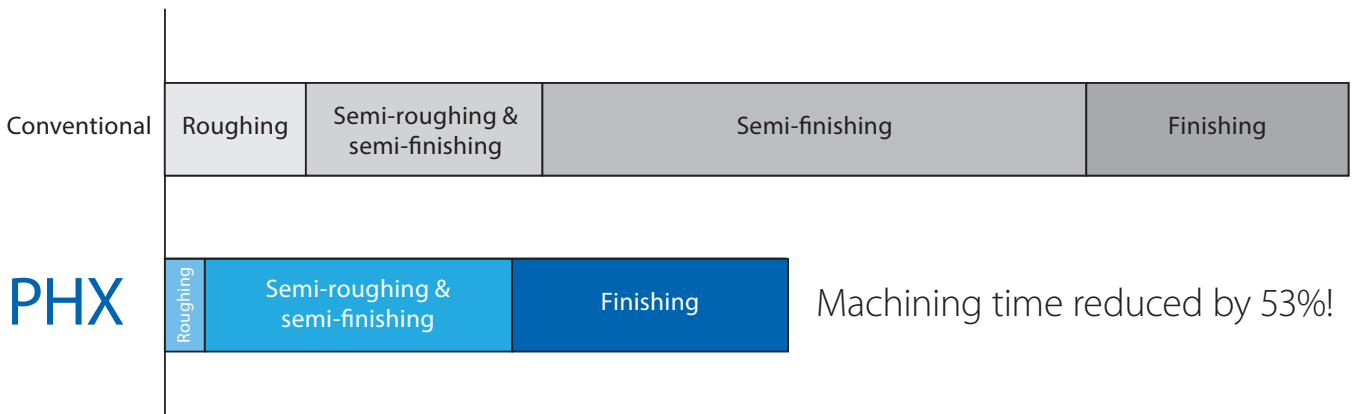 Conventional
Roughing
Semi-roughing &
semi-finishing
Semi-finishing
Finishing
PHX
Roughing
Semi-roughing &
semi-finishing
Finishing
Machining time reduced by 53%!